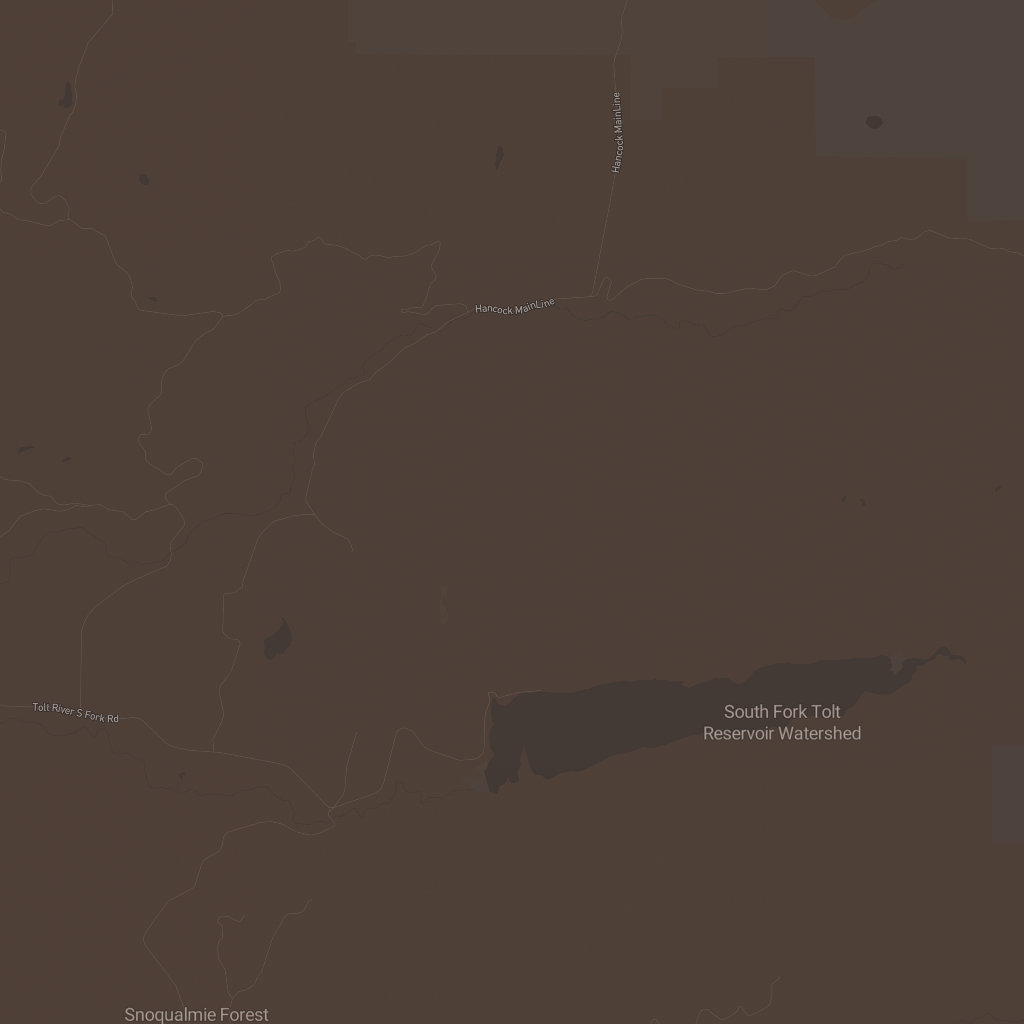 Hancock MainLine
Hancock MainLine
Tolt River S Fork Rd
South Fork Tolt
Reservoir Watershed
Snoqualmie Forest